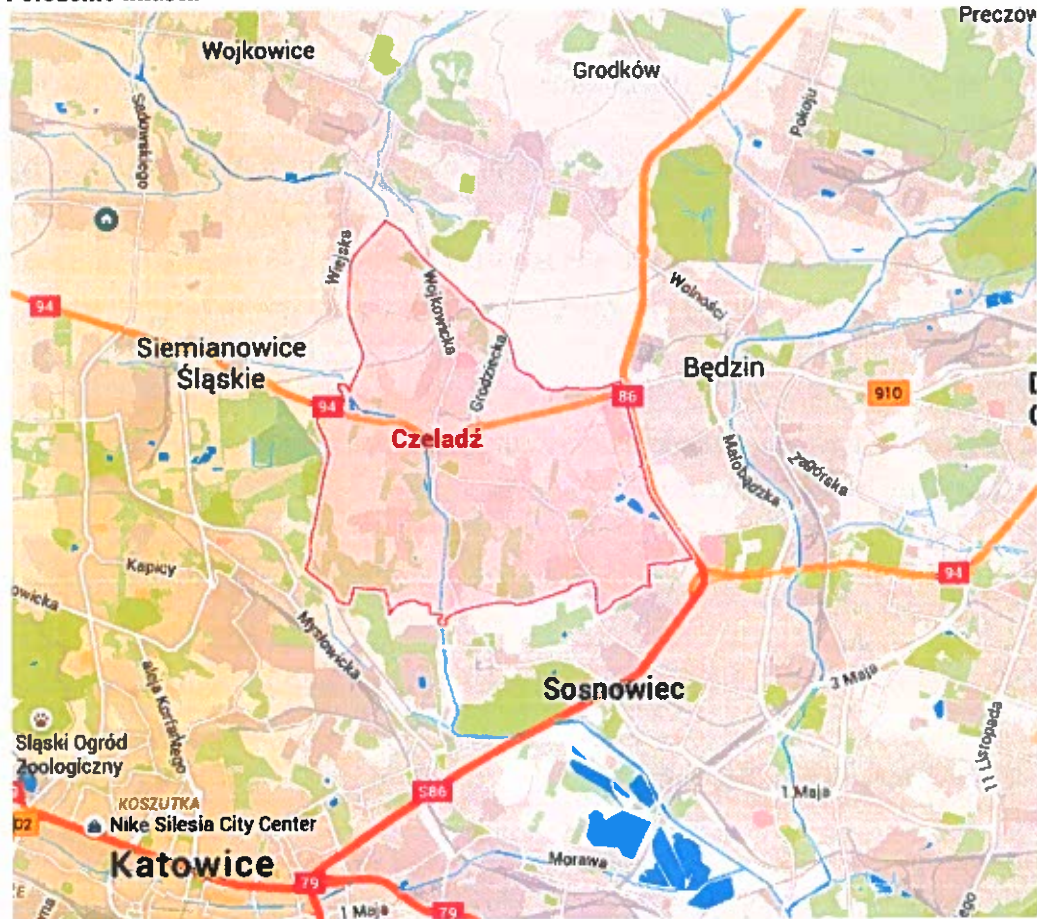 Wojkowice
Grodków
Pokoju
Sadowskiego
Wiejska
Wojkowicka
Wolności
94
Siemianowice
Śląskie
Grodziecka
Będzin
94
86
910
Czeladź
Małobądzka
Zagórska
Kapicy
94
Mysłowicka
aleja Korfantego
Sosnowiec
3 Maja
11 Listopada
Śląski Ogród
Zoologiczny
S86
1 Maja
KOSZUTKA
Nike Silesia City Center
Katowice
Morawa
79
1 Maja
79